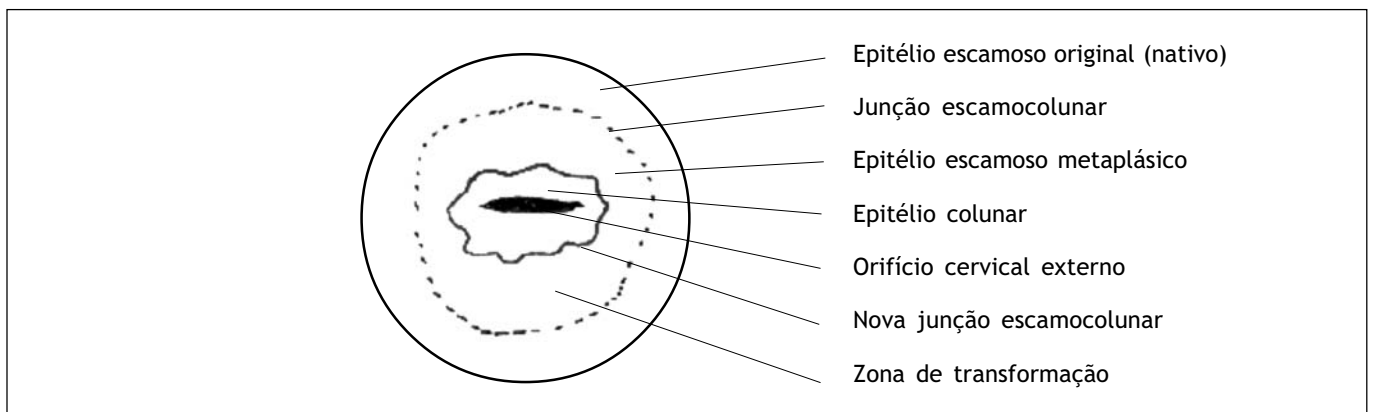 Epitélio escamoso original (nativo)
Junção escamocolunar
Epitélio escamoso metaplásico
Epitélio colunar
Orifício cervical externo
Nova junção escamocolunar
Zona de transformação